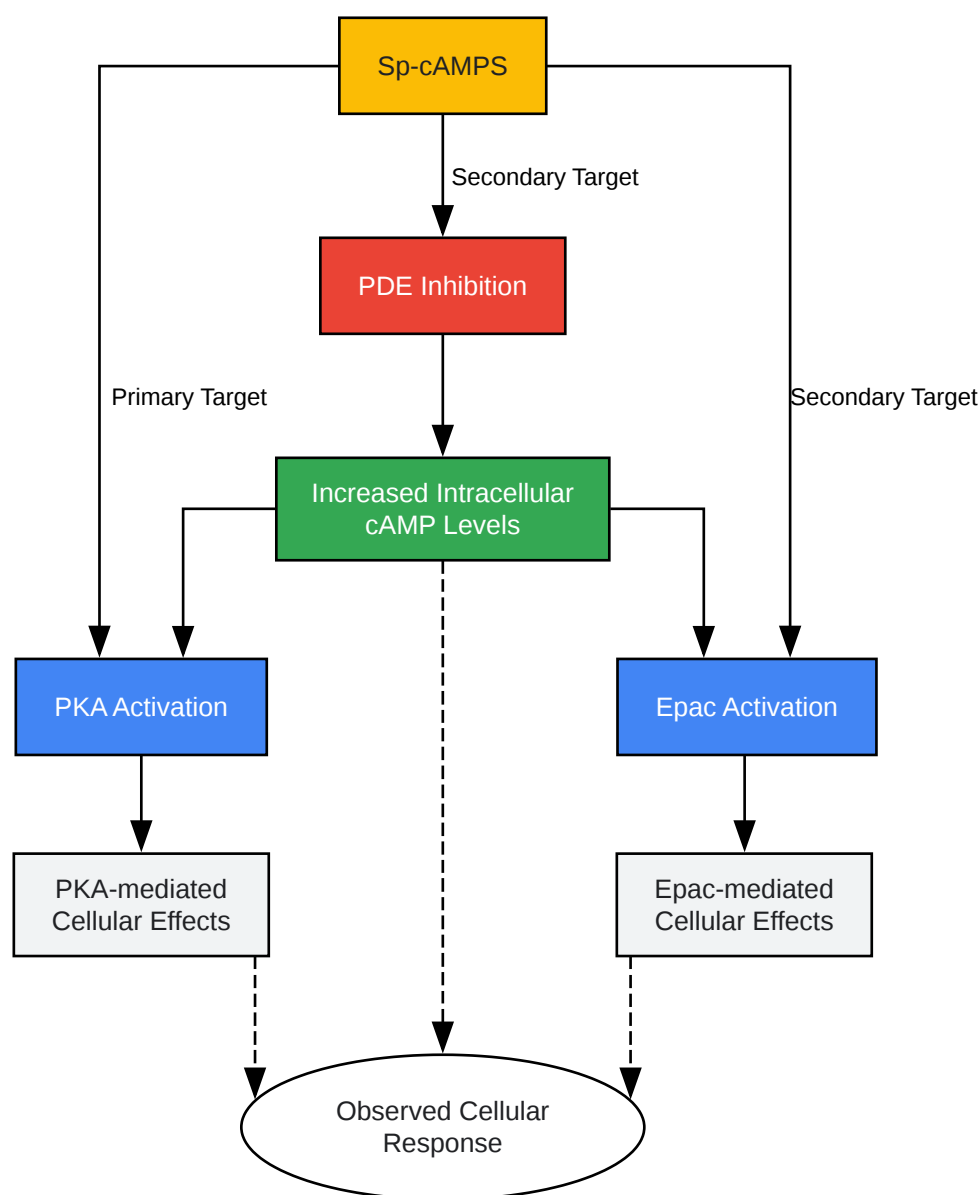 Sp-cAMPS
Secondary Target
PDE Inhibition
Primary Target
Secondary Target
Increased Intracellular
cAMP Levels
PKA Activation
Epac Activation
PKA-mediated
Cellular Effects
Epac-mediated
Cellular Effects
Observed Cellular
Response